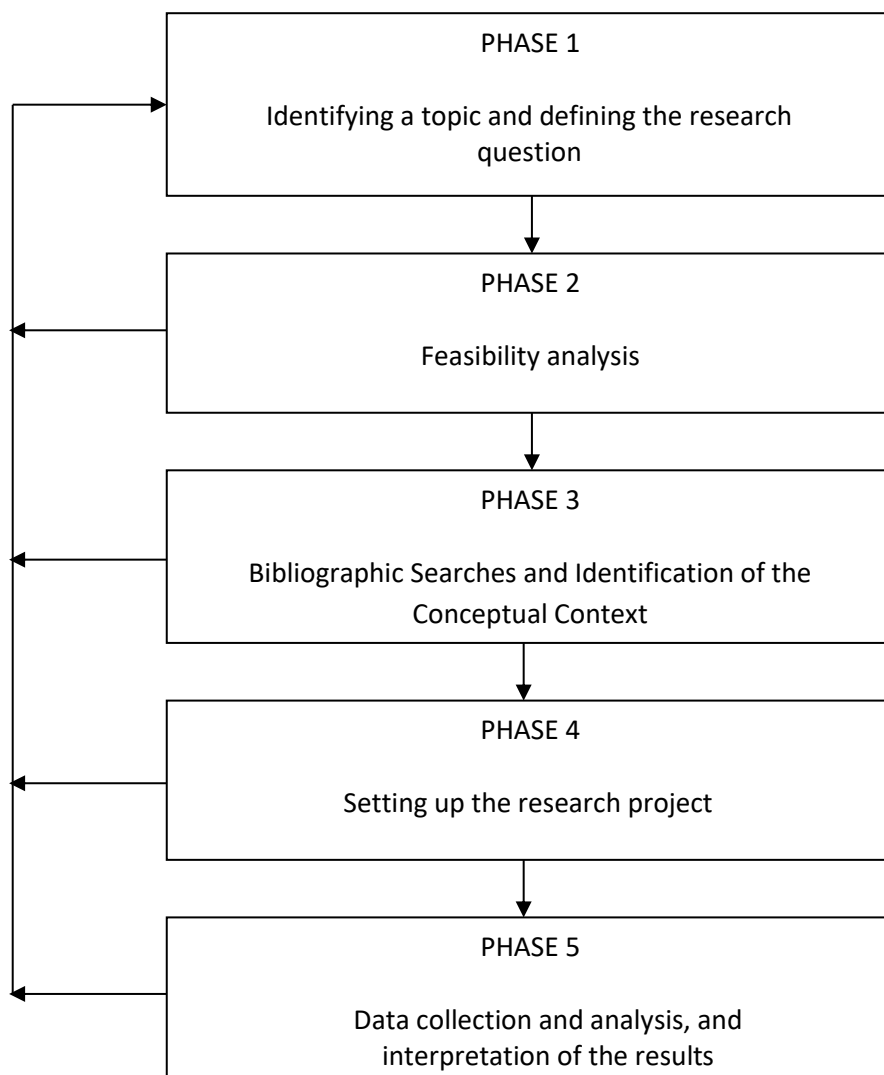 PHASE 1
Identifying a topic and defining the research
question
PHASE 2
Feasibility analysis
PHASE 3
Bibliographic Searches and Identification of the
Conceptual Context
PHASE 4
Setting up the research project
PHASE 5
Data collection and analysis, and
interpretation of the results